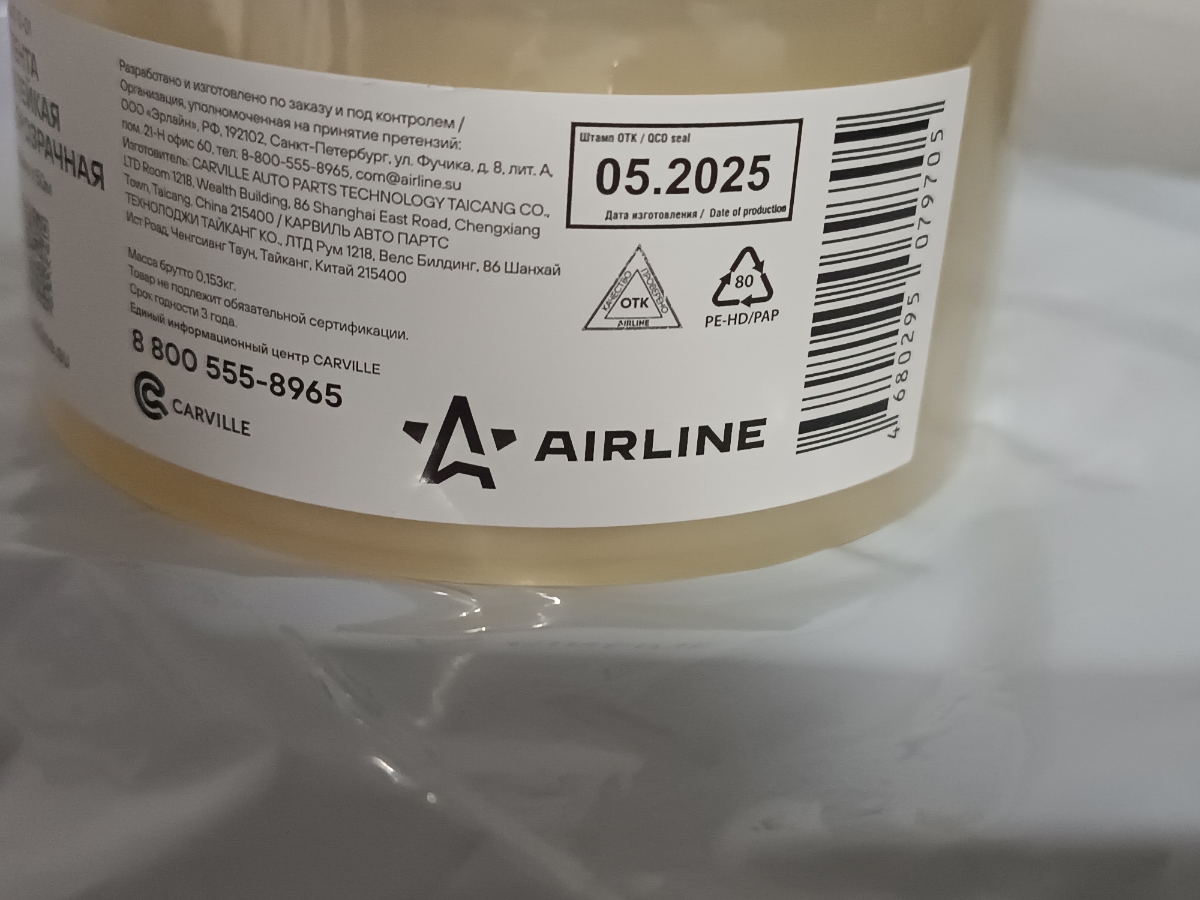 ЕНТА
ЕЙКАЯ
ОЗРАЧНАЯ
Разработано и изготовлено по заказу и под контролем /
Организация, уполномоченная на принятие претензий:
ООО «Эрлайн», РФ, 192102, Санкт-Петербург, ул. Фучика, д. 8, лит. А,
пом. 21-Н офис 60, тел. 8-800-555-8965, com@airline.su
Изготовитель: CARVILLE AUTO PARTS TECHNOLOGY TAICANG CO.,
LTD Room 1218, Wealth Building, 86 Shanghai East Road, Chengxiang
Town, Taicang, China 215400 / КАРВИЛЬ АВТО ПАРТС
ТЕХНОЛОДЖИ ТАЙКАНГ КО., ЛТД Рум 1218, Велс Билдинг, 86 Шанхай
Ист Роад, Ченгсианг Таун, Тайканг, Китай 215400
Масса брутто 0,153кг.
Товар не подлежит обязательной сертификации.
Срок годности 3 года.
Единый информационный центр CARVILLE
8 800 555-8965
CARVILLE
Штамп ОТК / QCD seal
05.2025
Дата изготовления / Date of production
КАЧЕСТВО
ПРОВЕРЕНО
ОТК
AIRLINE
80
PE-HD/PAP
AIRLINE
4 680295 079705